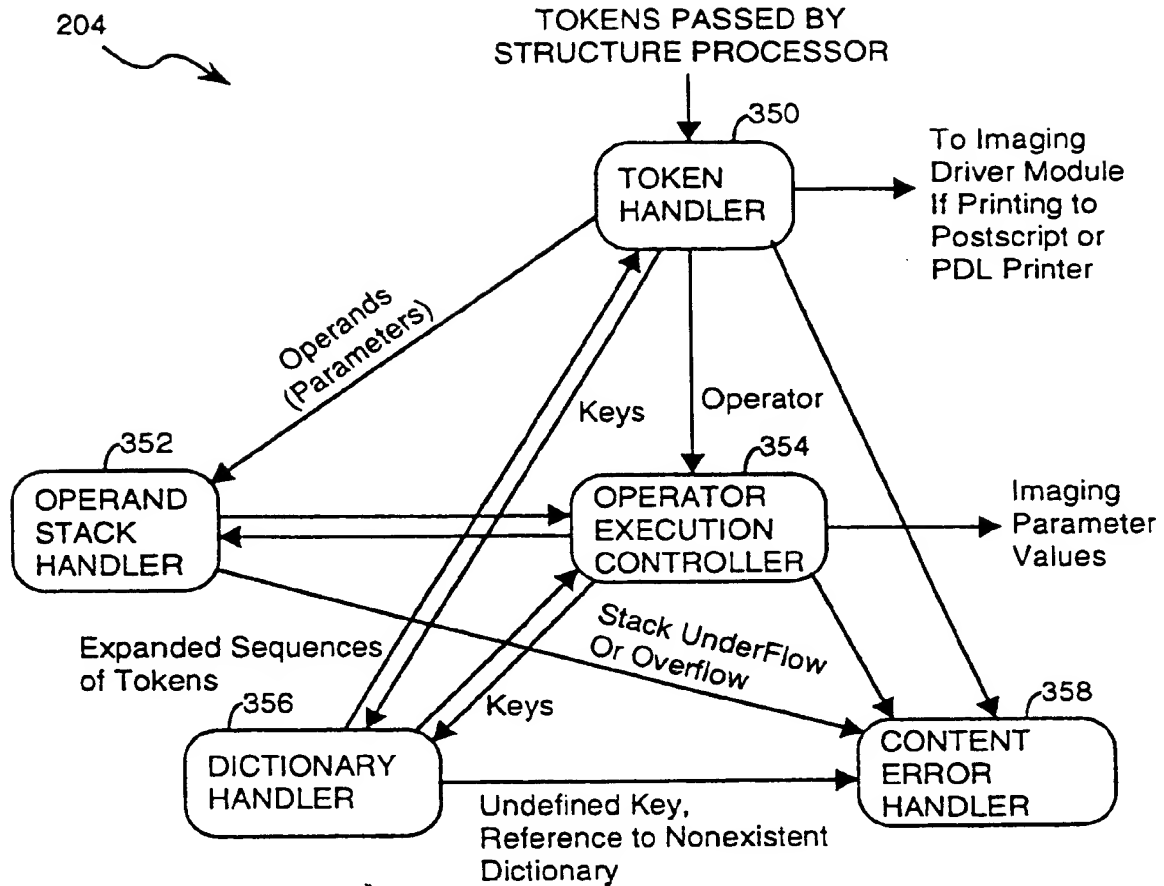 204
TOKENS PASSED BY
STRUCTURE PROCESSOR
350
TOKEN
HANDLER
To Imaging
Driver Module
If Printing to
Postscript or
PDL Printer
Operands
(Parameters)
Keys
Operator
352
OPERAND
STACK
HANDLER
354
OPERATOR
EXECUTION
CONTROLLER
Imaging
Parameter
Values
Stack UnderFlow
Or Overflow
Expanded Sequences
of Tokens
356
Keys
358
DICTIONARY
HANDLER
CONTENT
ERROR
HANDLER
Undefined Key,
Reference to Nonexistent
Dictionary